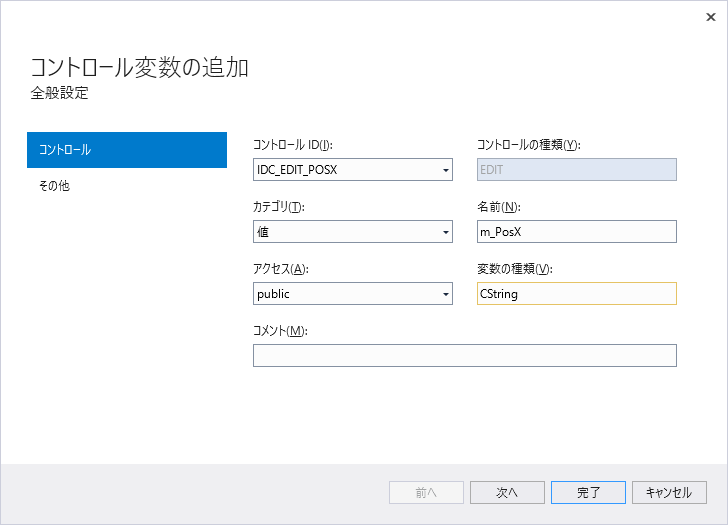 コントロール変数の追加
全般設定
コントロール
その他
コントロール ID(I):
コントロールの種類(Y):
IDC_EDIT_POSX
EDIT
カテゴリ(T):
名前(N):
値
m_PosX
アクセス(A):
変数の種類(V):
public
CString
コメント(M):
前へ
次へ
完了
キャンセル